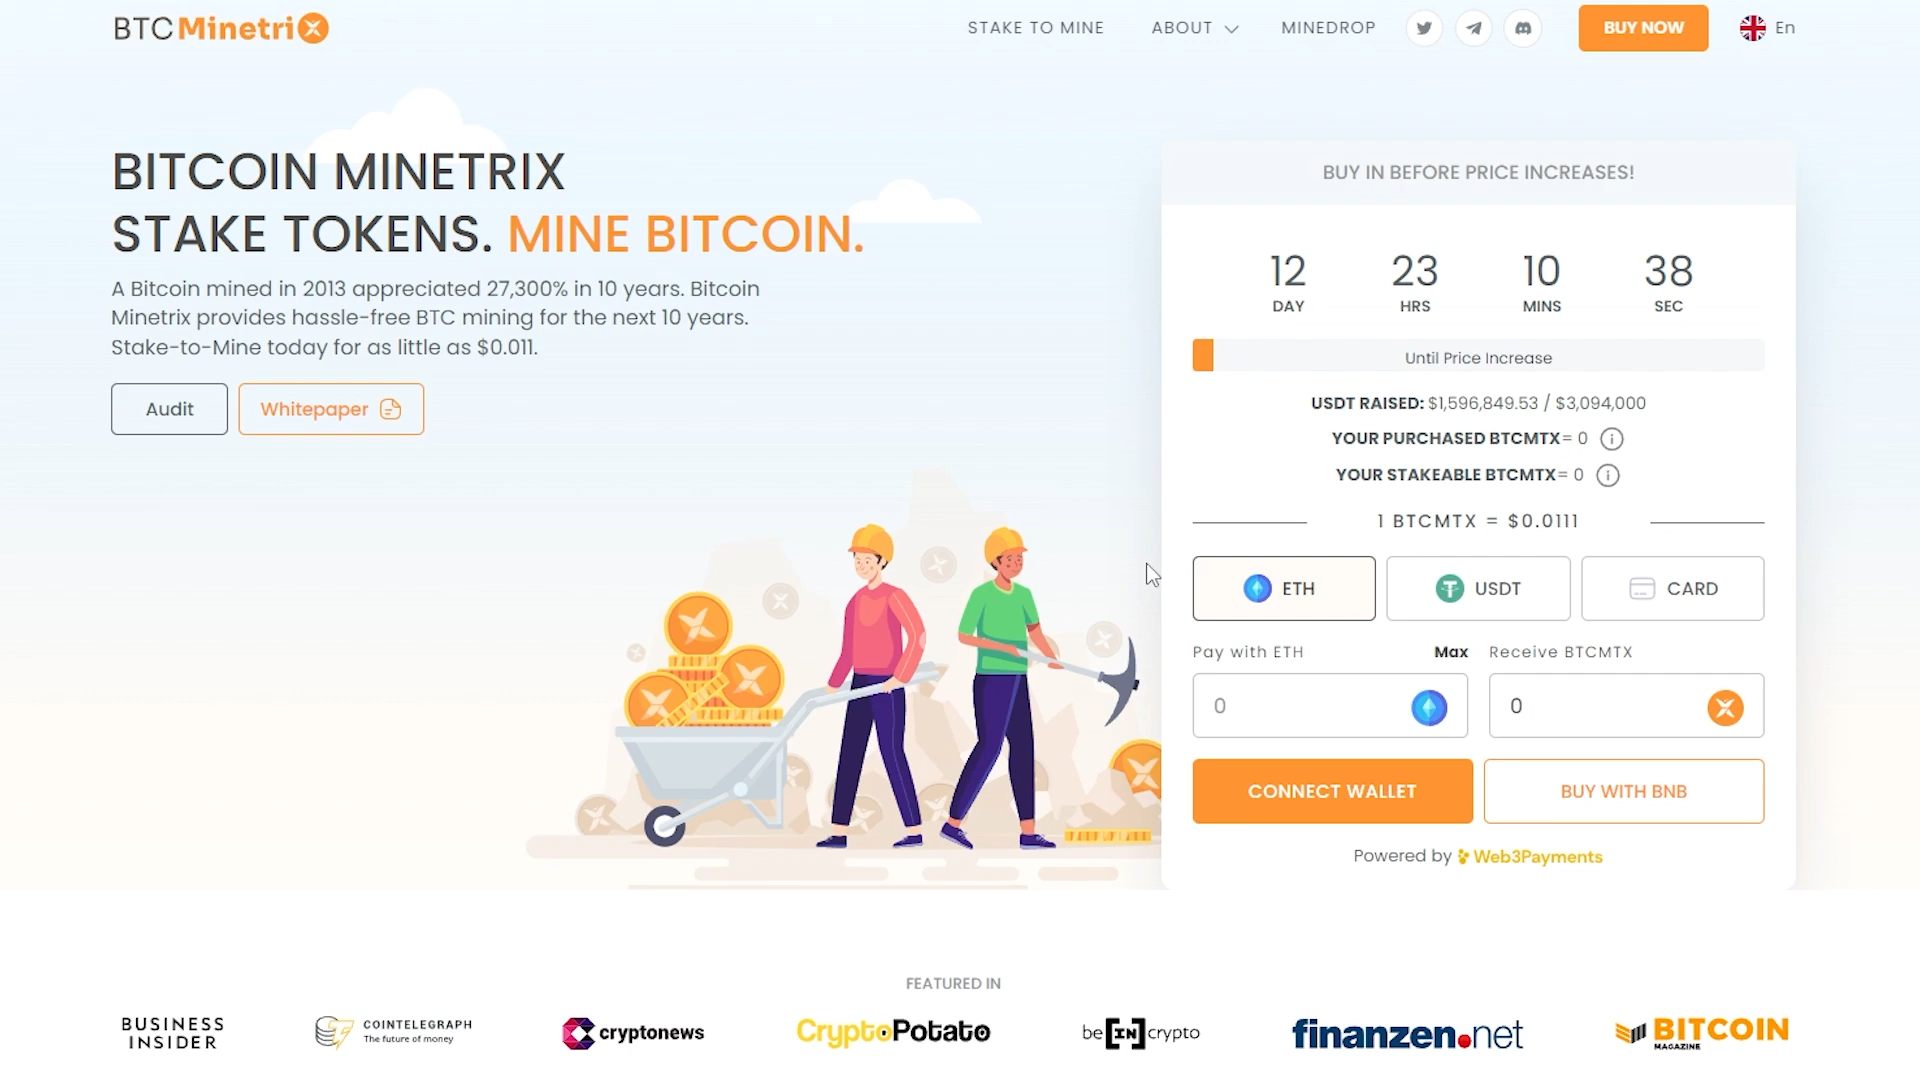 BTC Minetrix
STAKE TO MINE
ABOUT
MINEDROP
BUY NOW
En
BITCOIN MINETRIX
STAKE TOKENS. MINE BITCOIN.
A Bitcoin mined in 2013 appreciated 27,300% in 10 years. Bitcoin
Minetrix provides hassle-free BTC mining for the next 10 years.
Stake-to-Mine today for as little as $0.011.
Audit
Whitepaper
BUY IN BEFORE PRICE INCREASES!
12 23 10 38
DAY HRS MINS SEC
Until Price Increase
USDT RAISED: $1,596,849.53 / $3,094,000
YOUR PURCHASED BTCMTX= 0
YOUR STAKEABLE BTCMTX= 0
1 BTCMTX = $0.0111
ETH
USDT
CARD
Pay with ETH Max
Receive BTCMTX
0
0
CONNECT WALLET
BUY WITH BNB
Powered by Web3Payments
FEATURED IN
BUSINESS
INSIDER
COINTELEGRAPH
The future of money
cryptonews
CryptoPotato
be[IN]crypto
finanzen.net
BITCOIN
MAGAZINE